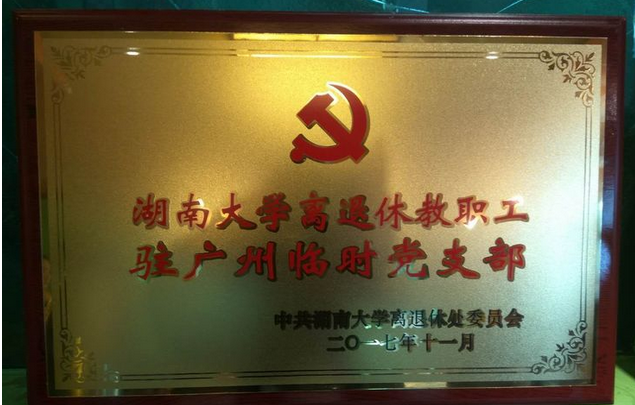 湖南大学离退休教职工
驻广州临时党支部
中共湖南大学离退休处委员会
二〇一七年十一月